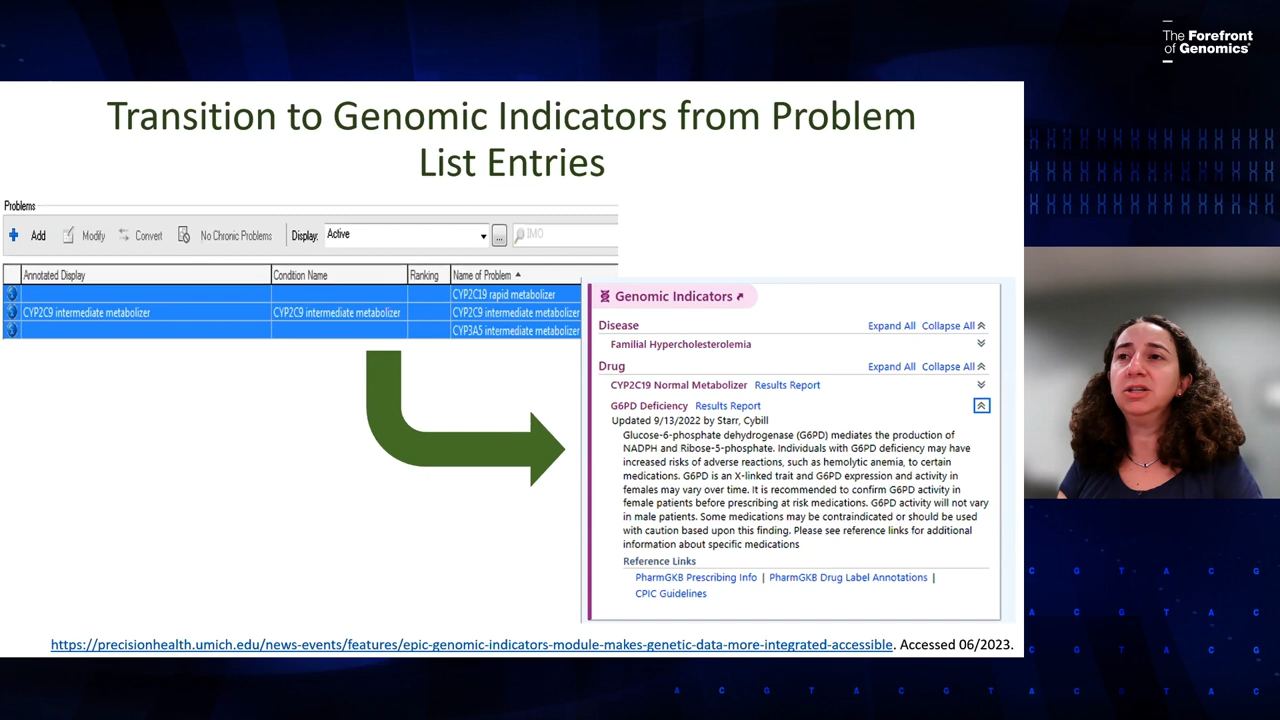 The Forefront
of Genomics®
Transition to Genomic Indicators from Problem
List Entries
Problems
Add Modify Convert No Chronic Problems Display: Active ... IMO
Annotated Display Condition Name Ranking Name of Problem
CYP2C19 rapid metabolizer
CYP2C9 intermediate metabolizer CYP2C9 intermediate metabolizer CYP2C9 intermediate metabolizer
CYP3A5 intermediate metabolizer
Genomic Indicators
Disease Expand All Collapse All
Familial Hypercholesterolemia
Drug Expand All Collapse All
CYP2C19 Normal Metabolizer Results Report
G6PD Deficiency Results Report
Updated 9/13/2022 by Starr, Cybill
Glucose-6-phosphate dehydrogenase (G6PD) mediates the production of
NADPH and Ribose-5-phosphate. Individuals with G6PD deficiency may have
increased risks of adverse reactions, such as hemolytic anemia, to certain
medications. G6PD is an X-linked trait and G6PD expression and activity in
females may vary over time. It is recommended to confirm G6PD activity in
female patients before prescribing at risk medications. G6PD activity will not vary
in male patients. Some medications may be contraindicated or should be used
with caution based upon this finding. Please see reference links for additional
information about specific medications
Reference Links
PharmGKB Prescribing Info | PharmGKB Drug Label Annotations |
CPIC Guidelines
https://precisionhealth.umich.edu/news-events/features/epic-genomic-indicators-module-makes-genetic-data-more-integrated-accessible. Accessed 06/2023.
C G T A C G
A C G T A C
C G T A C G
C G T A C G
A C G T A C G T A C G T A C